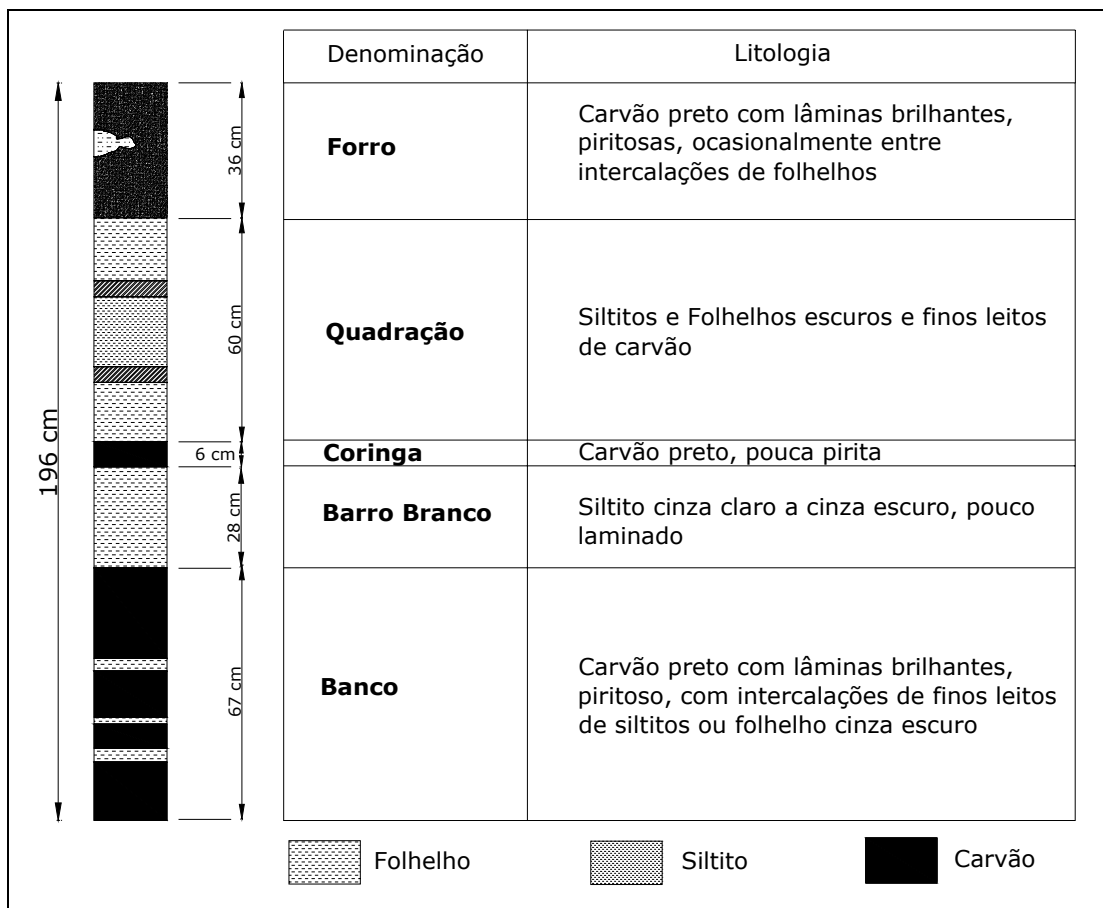 Denominação
Litologia
196 cm
36 cm
Forro
Carvão preto com lâminas brilhantes,
piritosas, ocasionalmente entre
intercalações de folhelhos
60 cm
Quadração
Siltitos e Folhelhos escuros e finos leitos
de carvão
6 cm
Coringa
Carvão preto, pouca pirita
28 cm
Barro Branco
Siltito cinza claro a cinza escuro, pouco
laminado
67 cm
Banco
Carvão preto com lâminas brilhantes,
piritoso, com intercalações de finos leitos
de siltitos ou folhelho cinza escuro
Folhelho
Siltito
Carvão